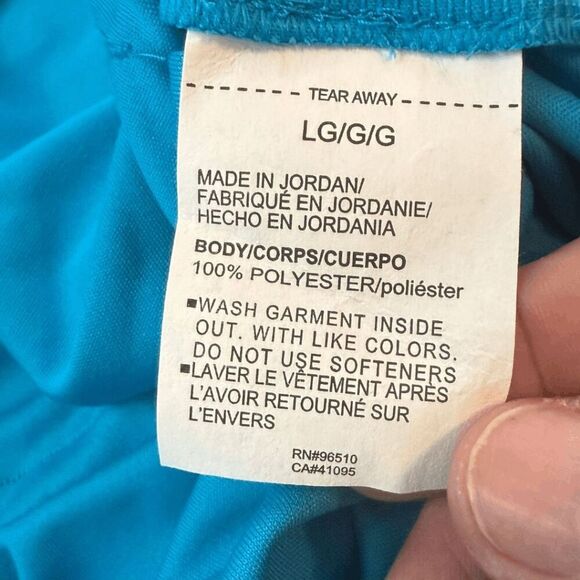 TEAR AWAY
LG/G/G
MADE IN JORDAN/
FABRIQUÉ EN JORDANIE/
HECHO EN JORDANIA
BODY/CORPS/CUERPO
100% POLYESTER/poliéster
▪WASH GARMENT INSIDE
OUT. WITH LIKE COLORS.
DO NOT USE SOFTENERS
▪LAVER LE VÊTEMENT APRÈS
L'AVOIR RETOURNÉ SUR
L'ENVERS
RN#96510
CA#41095